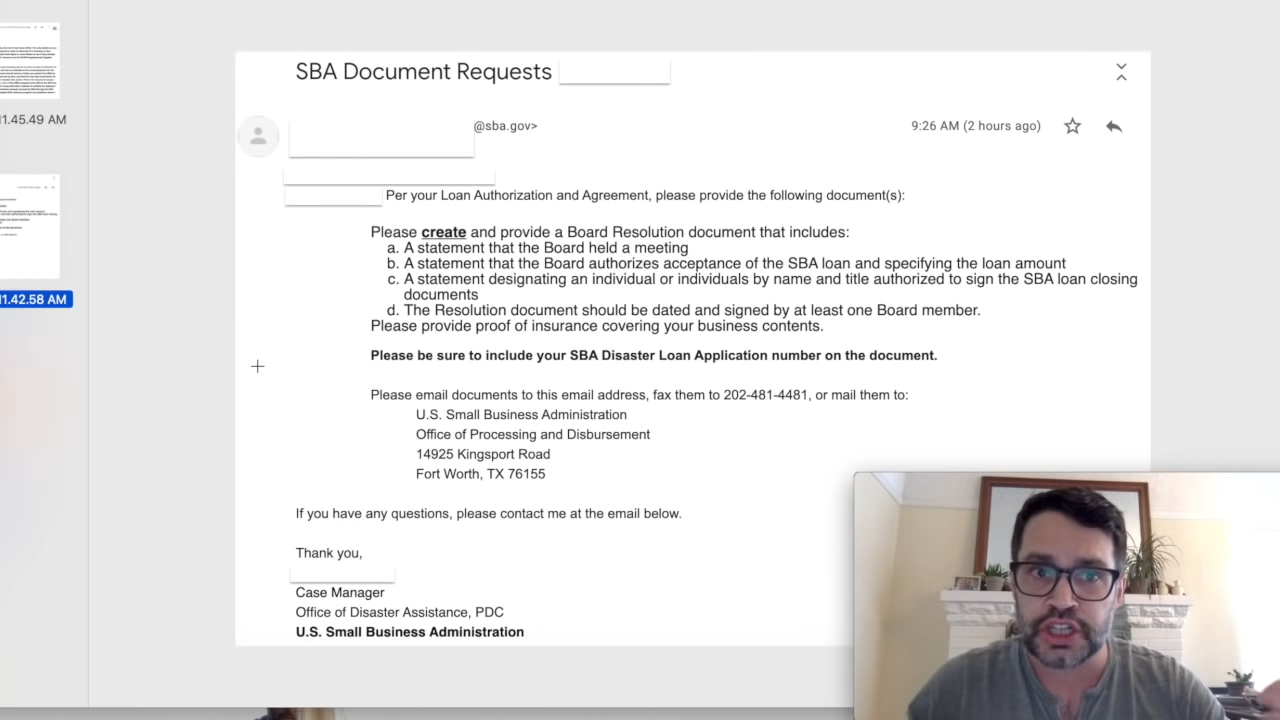 SBA Document Requests
@sba.gov>
9:26 AM (2 hours ago)
Per your Loan Authorization and Agreement, please provide the following document(s):
Please create and provide a Board Resolution document that includes:
a. A statement that the Board held a meeting
b. A statement that the Board authorizes acceptance of the SBA loan and specifying the loan amount
c. A statement designating an individual or individuals by name and title authorized to sign the SBA loan closing
documents
d. The Resolution document should be dated and signed by at least one Board member.
Please provide proof of insurance covering your business contents.
Please be sure to include your SBA Disaster Loan Application number on the document.
Please email documents to this email address, fax them to 202-481-4481, or mail them to:
U.S. Small Business Administration
Office of Processing and Disbursement
14925 Kingsport Road
Fort Worth, TX 76155
If you have any questions, please contact me at the email below.
Thank you,
Case Manager
Office of Disaster Assistance, PDC
U.S. Small Business Administration
1.45.49 AM
11.42.58 AM